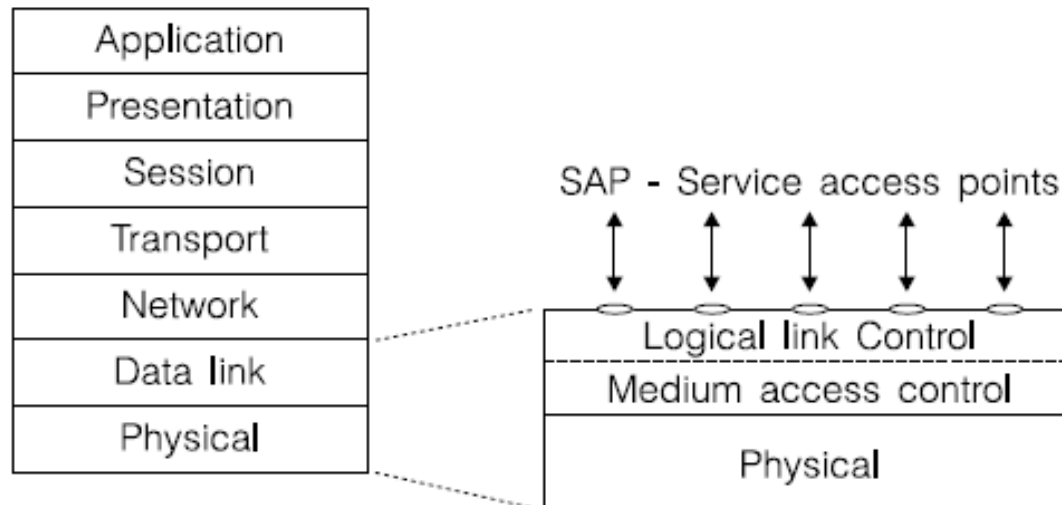 Application
Presentation
Session
Transport
Network
Data link
Physical
SAP - Service access points
Logical link Control
Medium access control
Physical